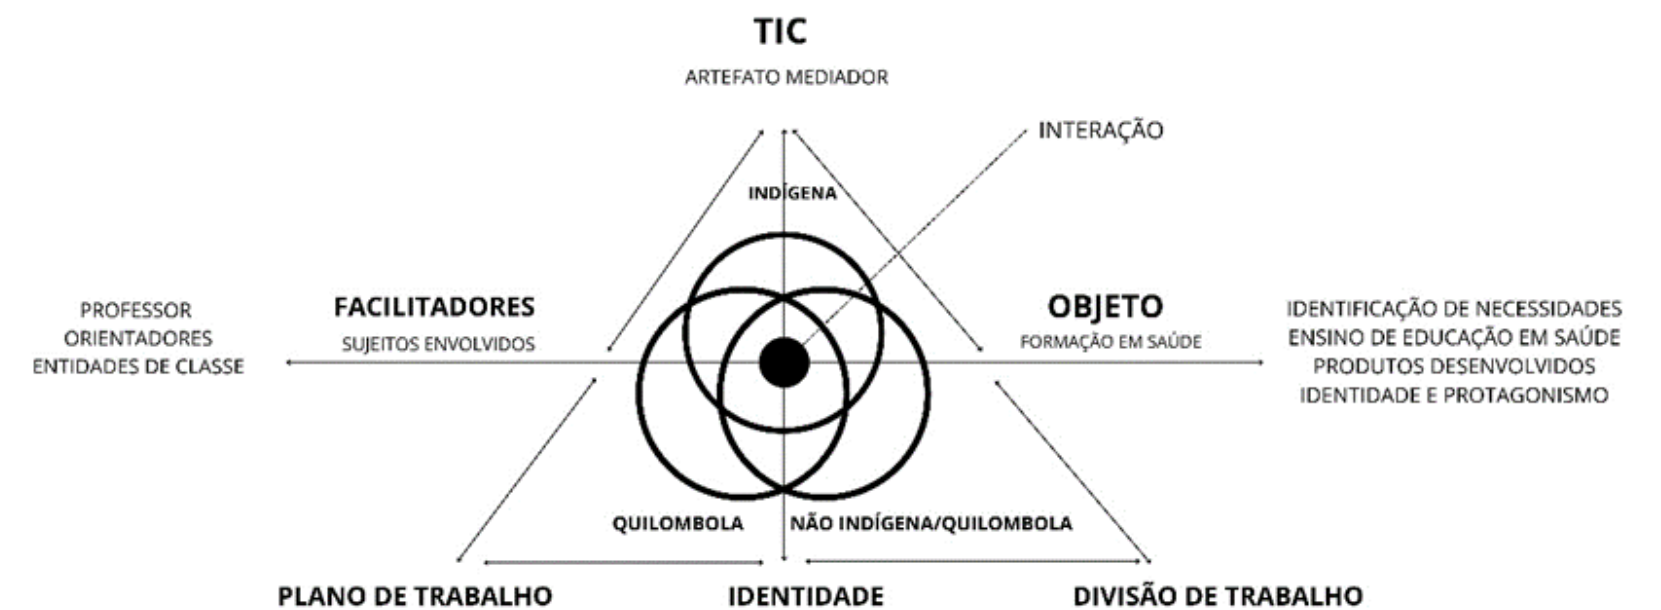 TIC
ARTEFATO MEDIADOR
INTERAÇÃO
INDÍGENA
PROFESSOR
ORIENTADORES
ENTIDADES DE CLASSE
FACILITADORES
SUJEITOS ENVOLVIDOS
OBJETO
FORMAÇÃO EM SAÚDE
IDENTIFICAÇÃO DE NECESSIDADES
ENSINO DE EDUCAÇÃO EM SAÚDE
PRODUTOS DESENVOLVIDOS
IDENTIDADE E PROTAGONISMO
QUILOMBOLA
NÃO INDÍGENA/QUILOMBOLA
PLANO DE TRABALHO
IDENTIDADE
DIVISÃO DE TRABALHO